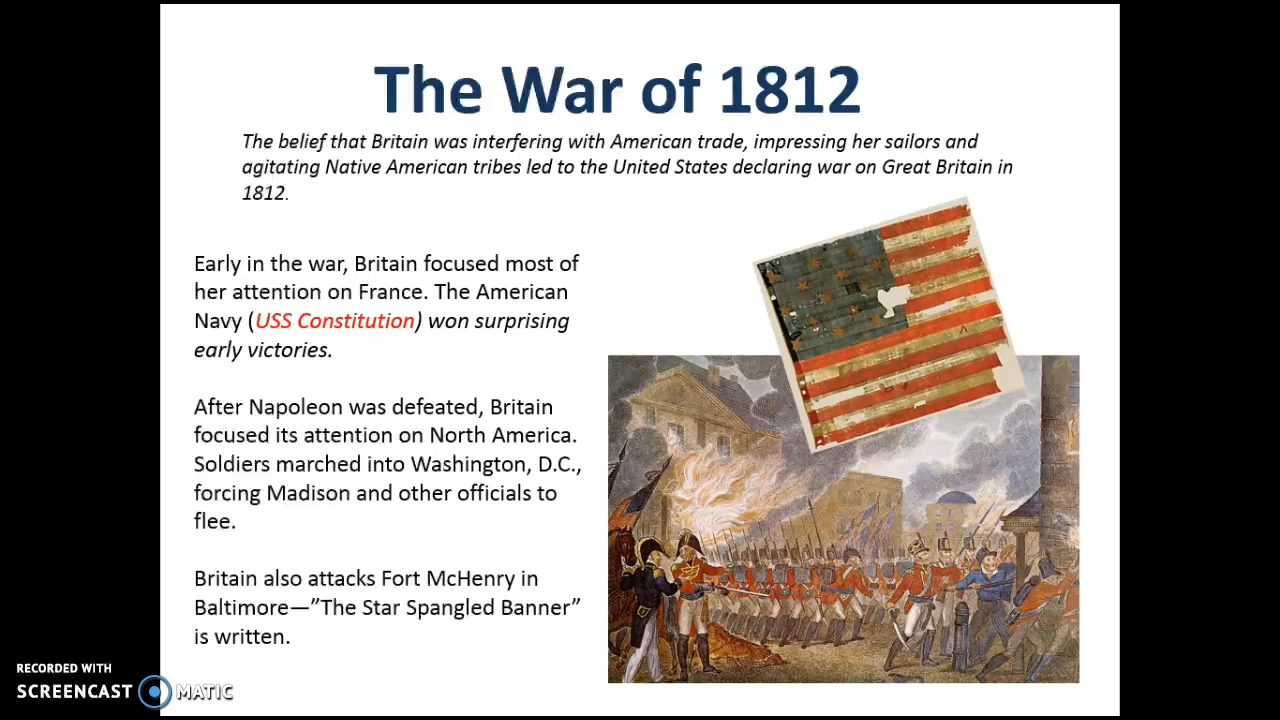 The War of 1812
The belief that Britain was interfering with American trade, impressing her sailors and
agitating Native American tribes led to the United States declaring war on Great Britain in
1812.
Early in the war, Britain focused most of
her attention on France. The American
Navy (USS Constitution) won surprising
early victories.
After Napoleon was defeated, Britain
focused its attention on North America.
Soldiers marched into Washington, D.C.,
forcing Madison and other officials to
flee.
Britain also attacks Fort McHenry in
Baltimore—”The Star Spangled Banner”
is written.
RECORDED WITH
SCREENCAST MATIC